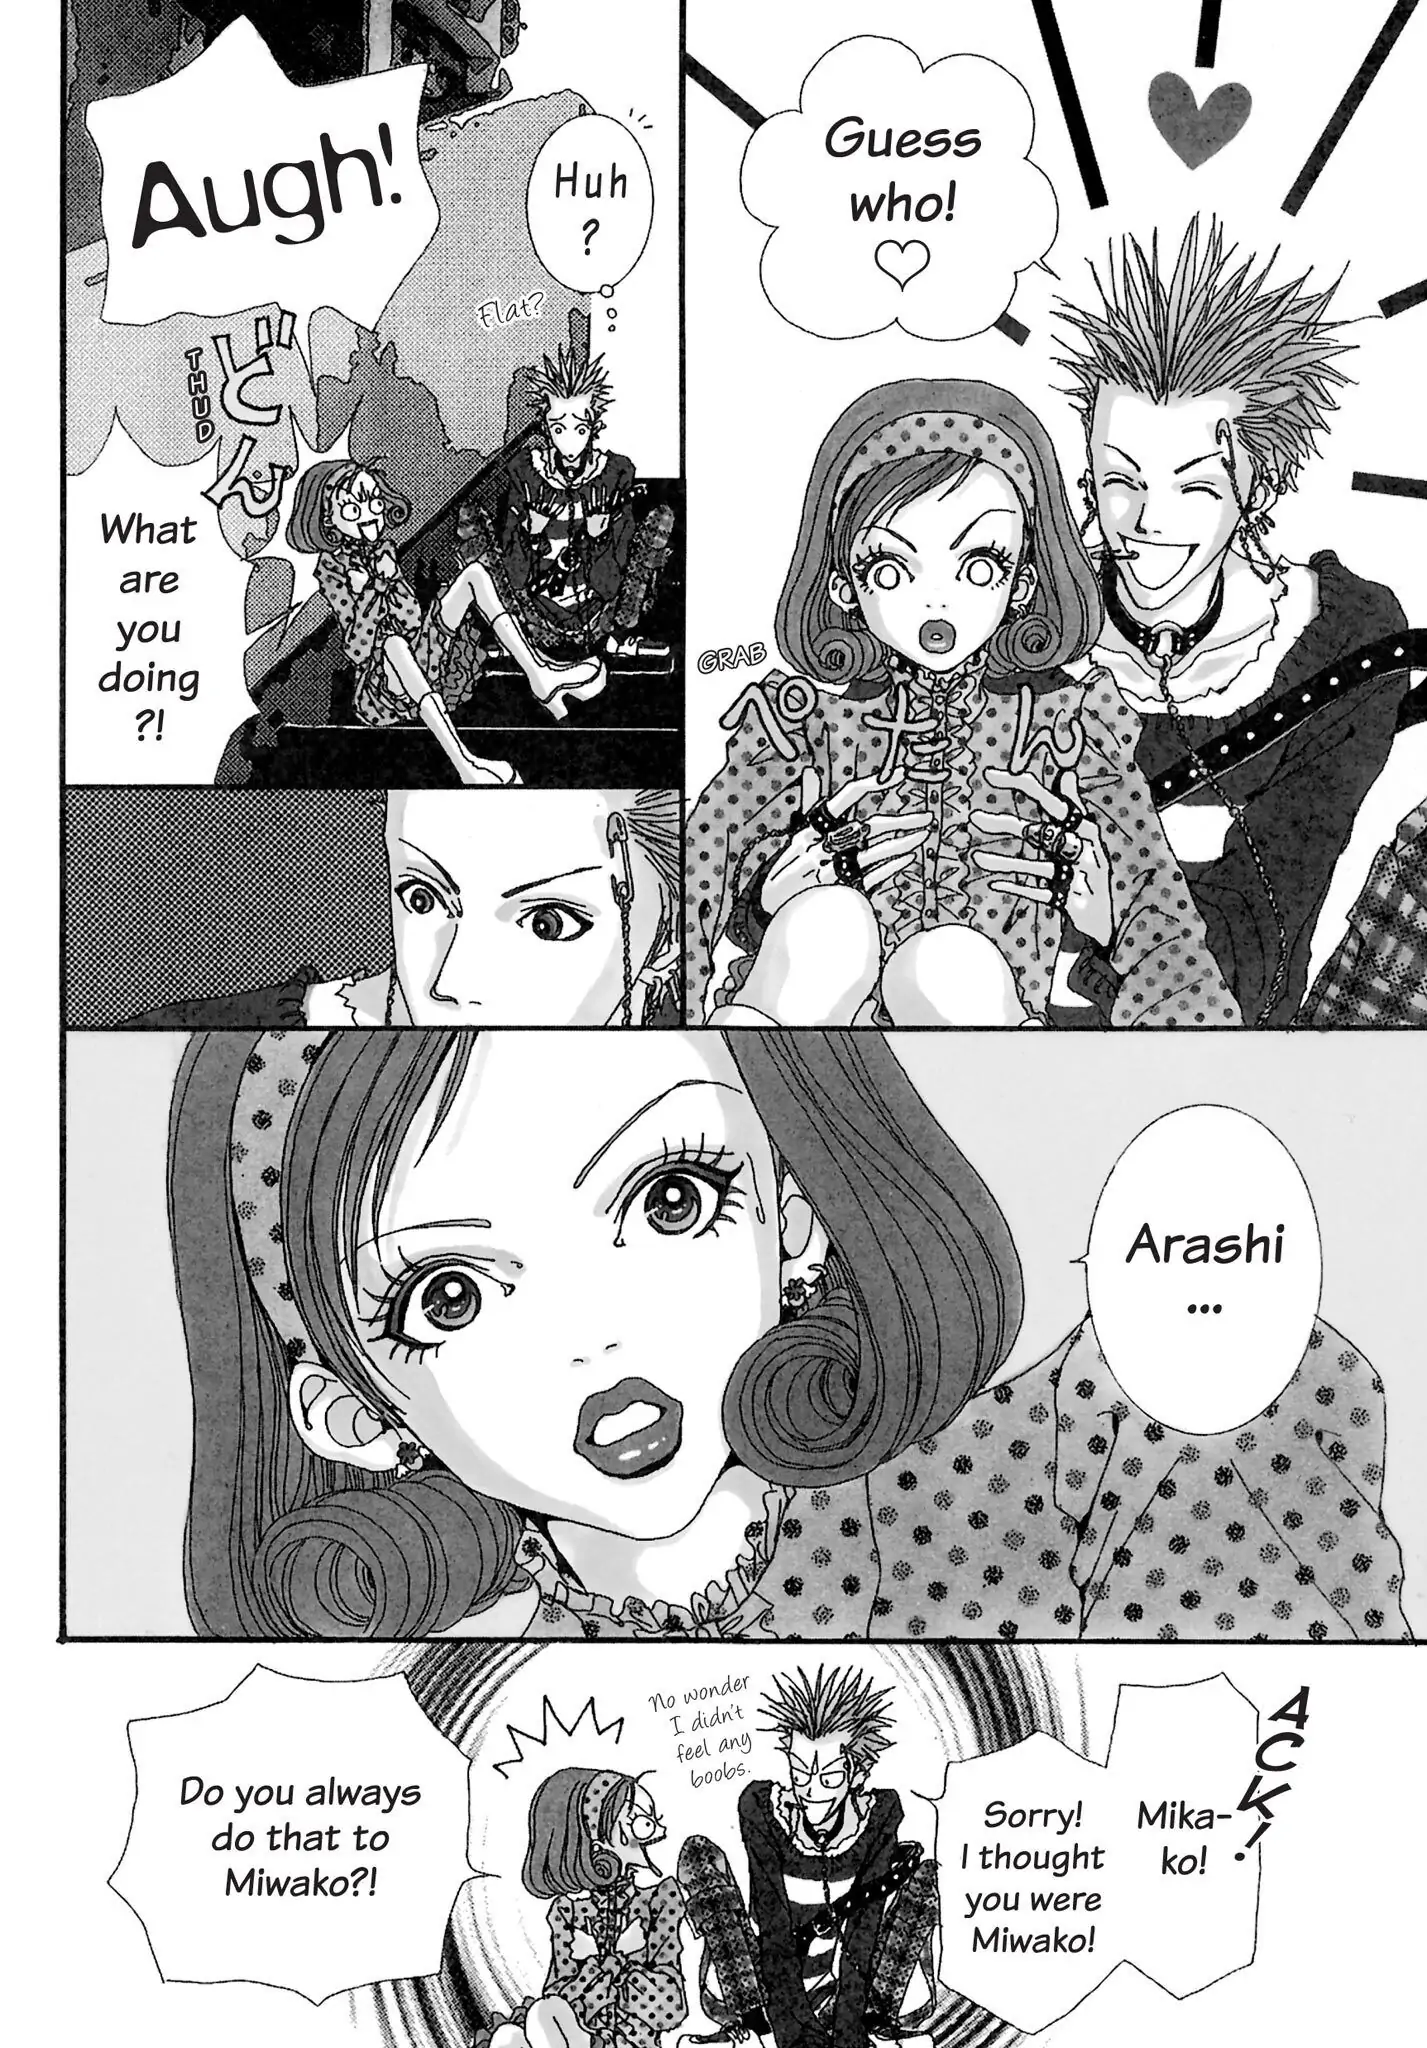 Guess
who!
♡
GRAB
ぺたん
Huh
?
Flat?
Augh!
どん
THUD
What
are
you
doing
?!
Arashi
...
ACK!
Mika-
ko!
Sorry!
I thought
you were
Miwako!
No wonder
I didn't
feel any
boobs.
Do you always
do that to
Miwako?!